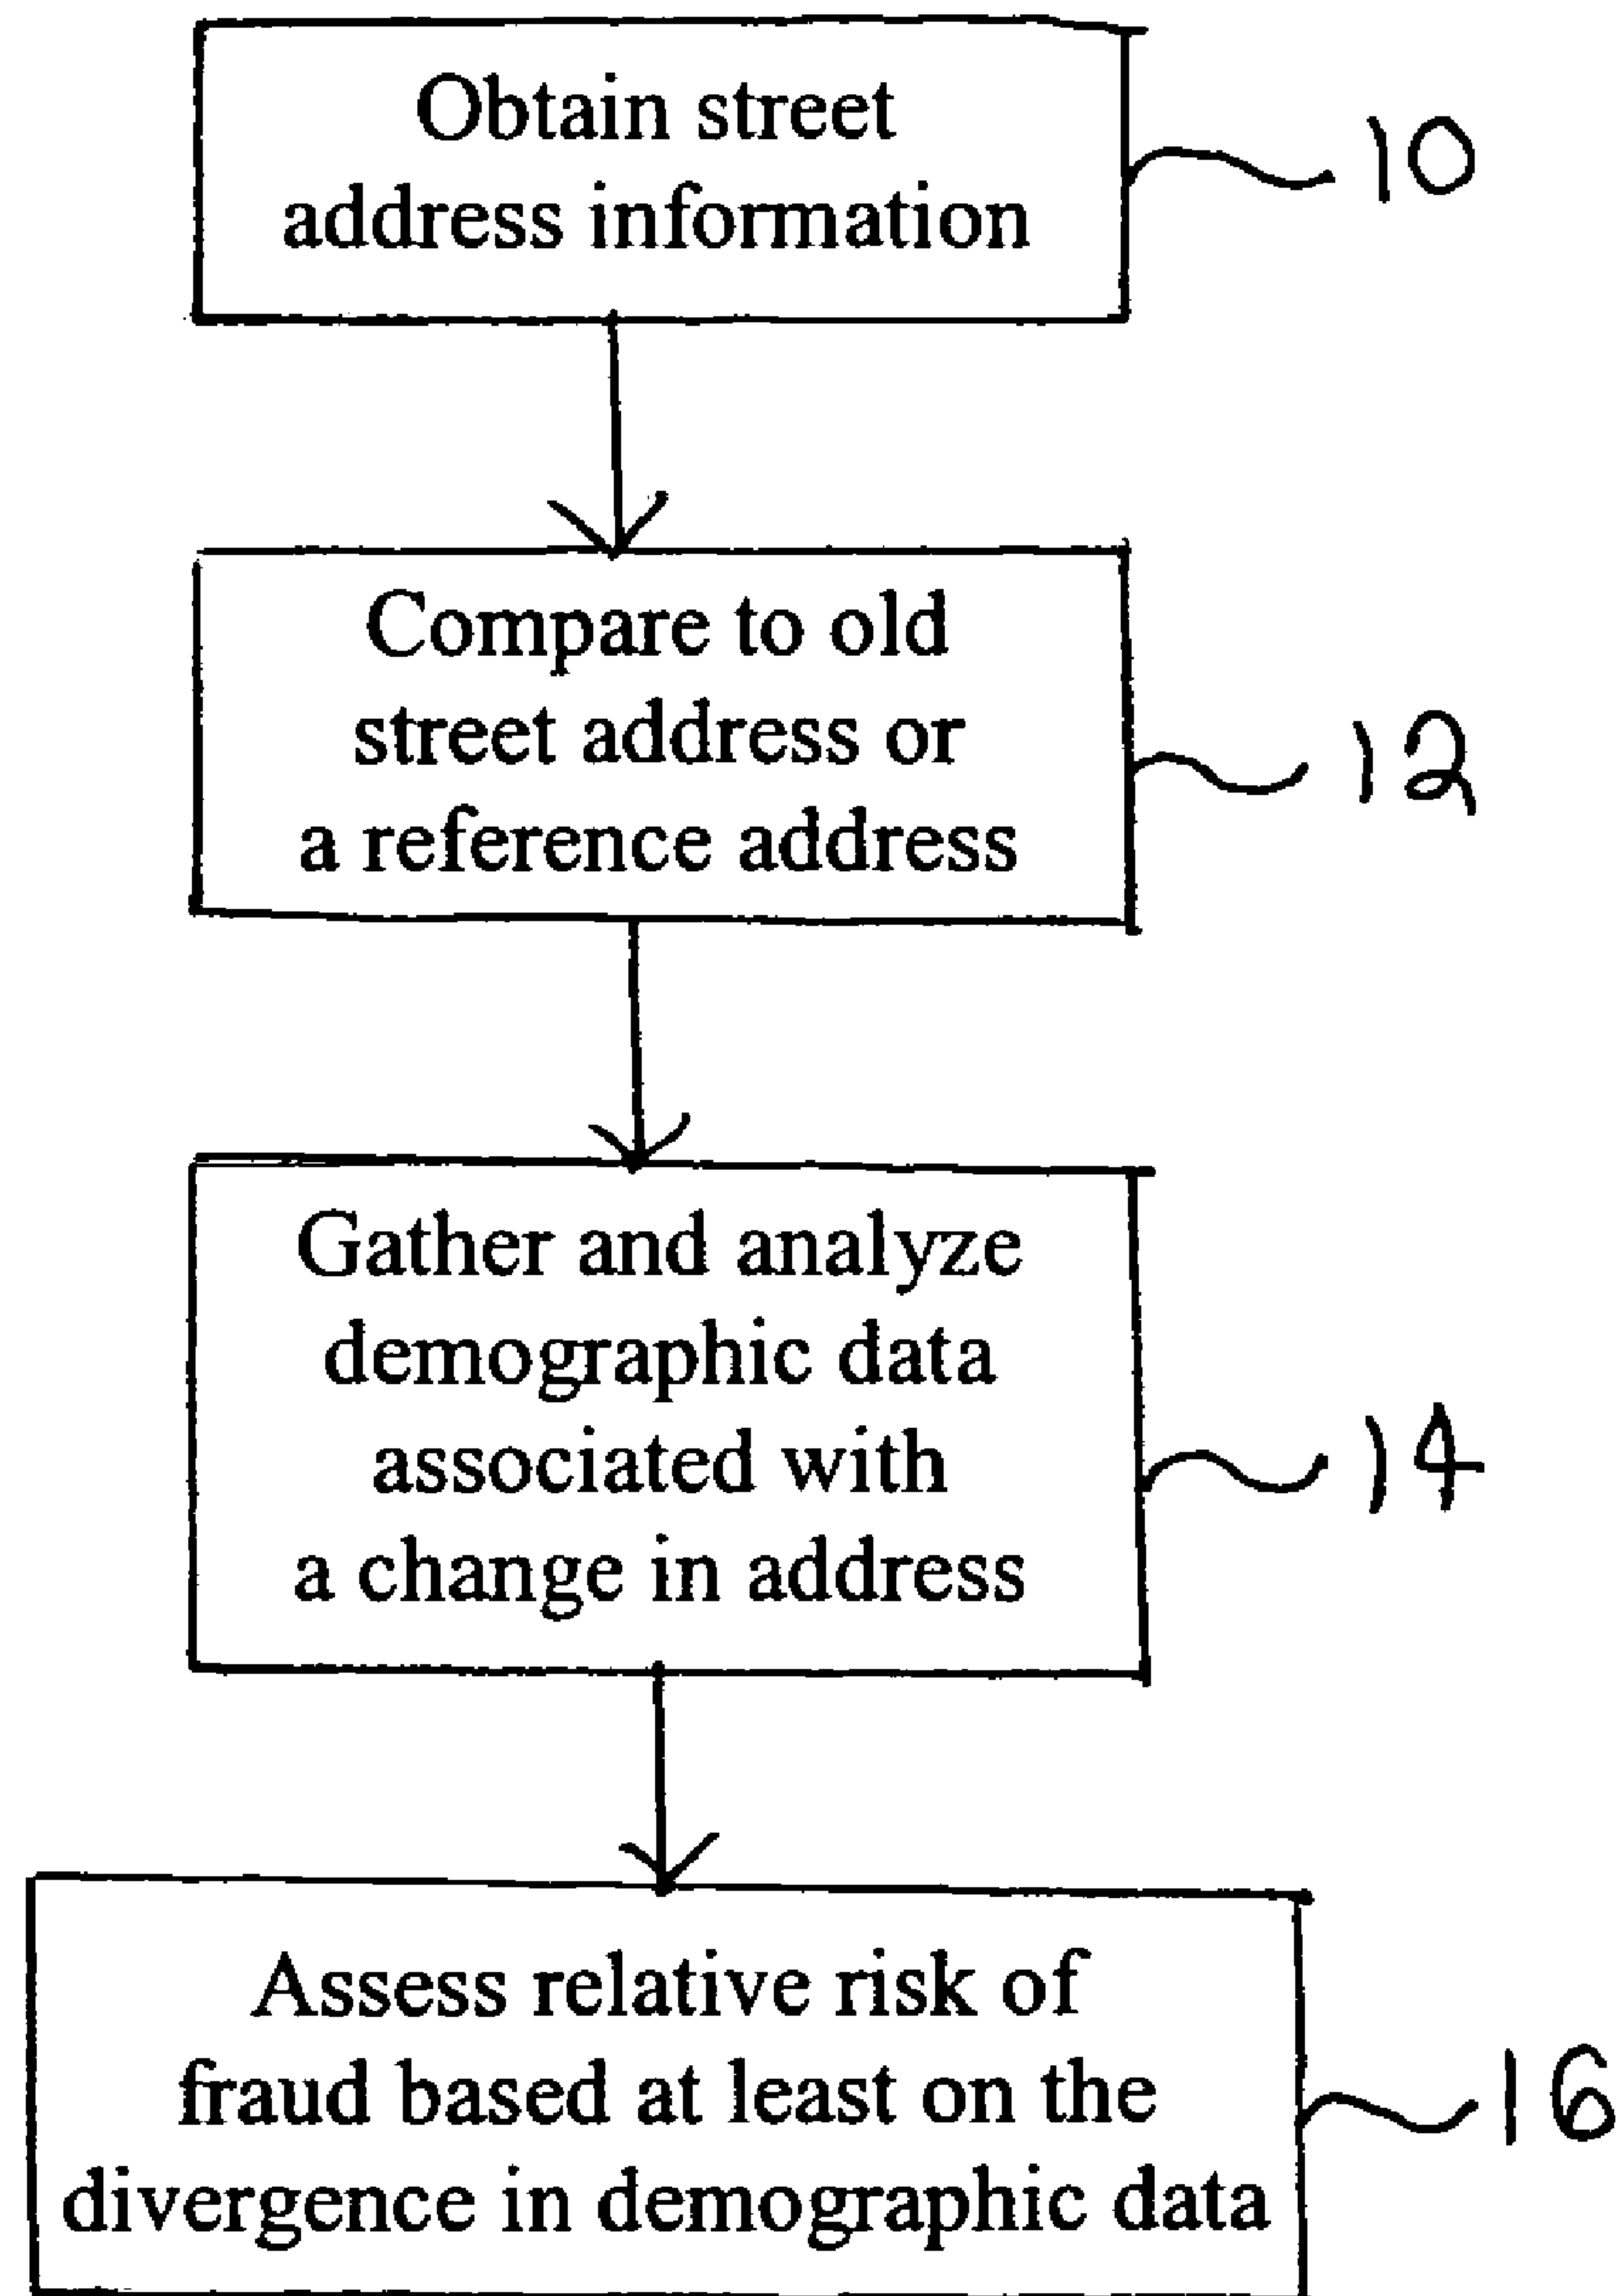 Obtain street
address information
10
Compare to old
street address or
a reference address
12
Gather and analyze
demographic data
associated with
a change in address
14
Assess relative risk of
fraud based at least on the
divergence in demographic data
16